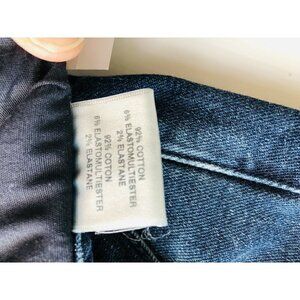 92% COTTON
6% ELASTOMULTIESTER
2% ELASTANE
92% COTTON
6% ELASTOMULTIESTER
2% ELASTANE